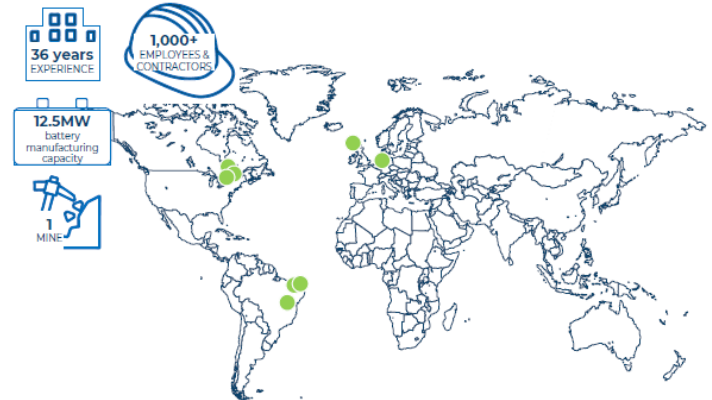 36 years
EXPERIENCE
1,000+
EMPLOYEES &
CONTRACTORS
12.5MW
battery
manufacturing
capacity
1
MINE